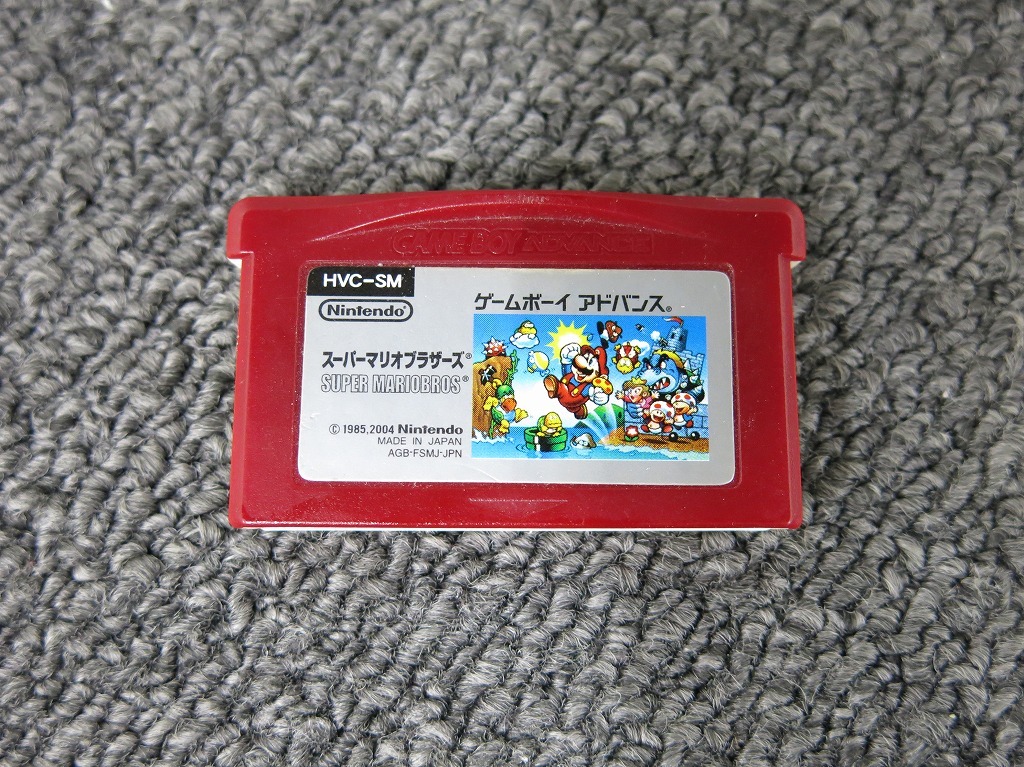 GAME BOY ADVANCE
HVC-SM
Nintendo®
ゲームボーイ アドバンス®
スーパーマリオブラザーズ®
SUPER MARIOBROS®
© 1985,2004 Nintendo
MADE IN JAPAN
AGB-FSMJ-JPN